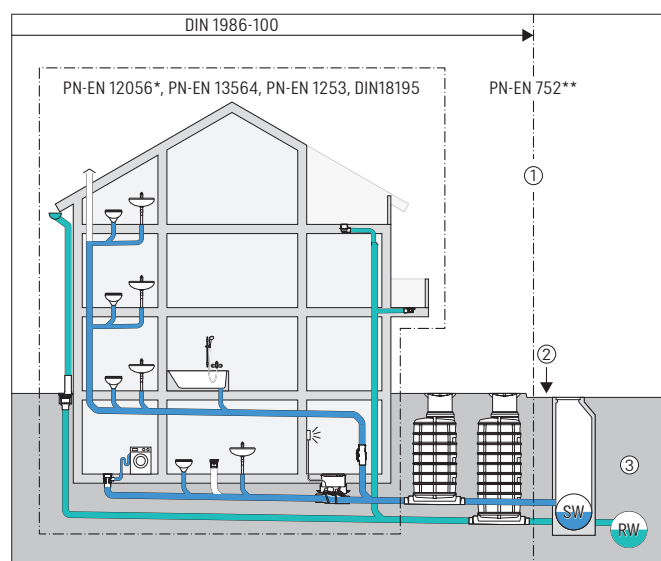 DIN 1986-100
PN-EN 12056*, PN-EN 13564, PN-EN 1253, DIN18195
PN-EN 752**
1
2
3
SW
RW